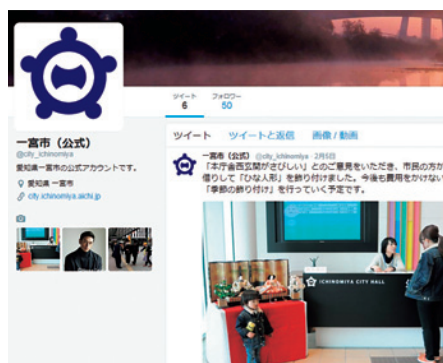 ツイート
6
フォロワー
50
一宮市（公式）
@city_ichinomiya
愛知県一宮市の公式アカウントです。
愛知県 一宮市
city.ichinomiya.aichi.jp
ツイート ツイートと返信 画像 / 動画
一宮市（公式） @city_ichinomiya · 2月5日
「本庁舎西玄関がさびしい」とのご意見をいただき、市民の方か
借りして「ひな人形」を飾り付けました。今後も費用をかけない
「季節の飾り付け」を行っていく予定です。
ICHINOMIYA CITY HALL